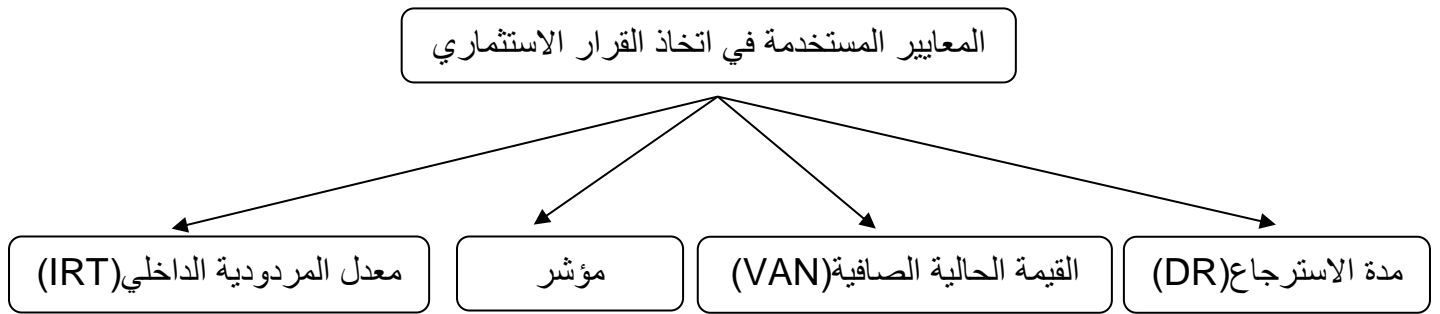 المعايير المستخدمة في اتخاذ القرار الاستثماري
مدة الاسترجاع(DR)
القيمة الحالية الصافية(VAN)
مؤشر
معدل المردودية الداخلي(IRT)